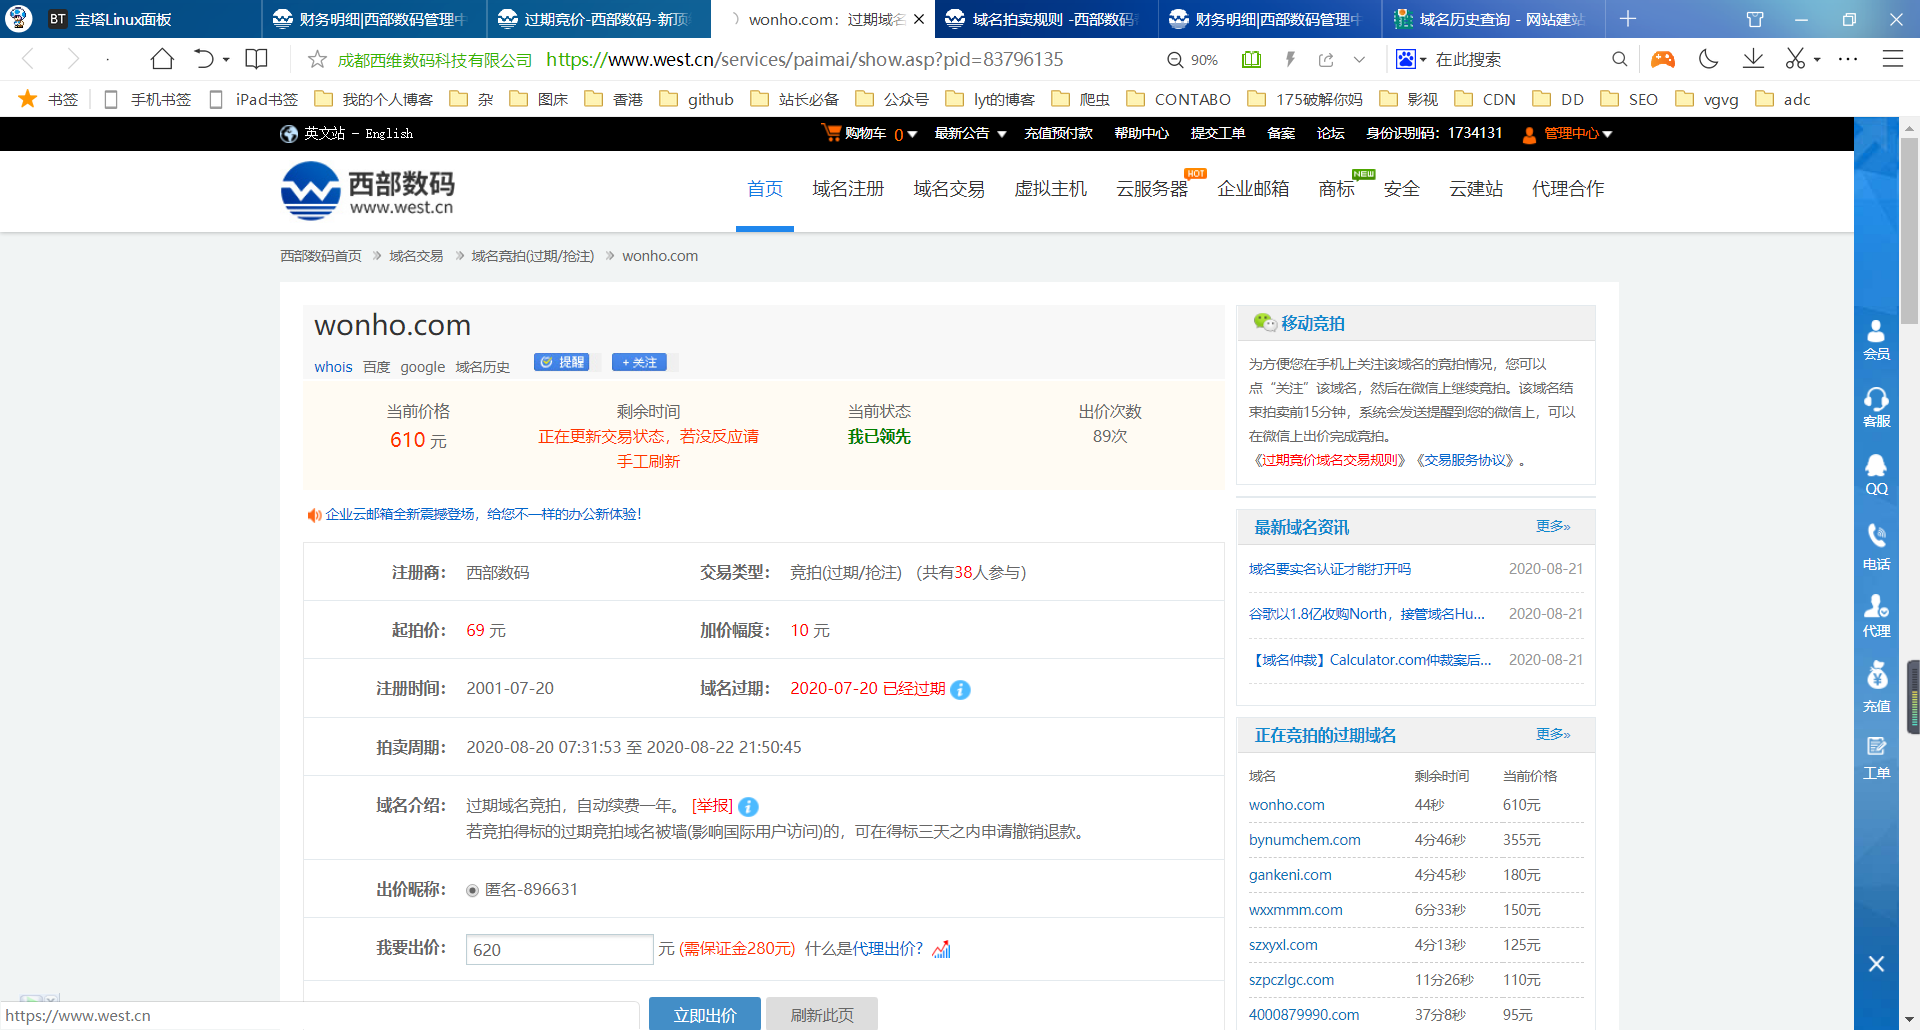 BT 宝塔Linux面板
财务明细|西部数码管理中
过期竞价-西部数码-新顶
wonho.com：过期域名
域名拍卖规则 -西部数码
财务明细|西部数码管理中
域名历史查询 - 网站建站
成都西维数码科技有限公司 https://www.west.cn/services/paimai/show.asp?pid=83796135
90%
在此搜索
书签 手机书签 iPad书签 我的个人博客 杂 图床 香港 github 站长必备 公众号 lyt的博客 爬虫 CONTABO 175破解你妈 影视 CDN DD SEO vgvg adc
英文站 - English
购物车 0 最新公告 充值预付款 帮助中心 提交工单 备案 论坛 身份识别码：1734131 管理中心
西部数码
www.west.cn
首页 域名注册 域名交易 虚拟主机 云服务器 HOT 企业邮箱 商标 NEW 安全 云建站 代理合作
西部数码首页 » 域名交易 » 域名竞拍(过期/抢注) » wonho.com
wonho.com
whois 百度 google 域名历史 提醒 +关注
当前价格 剩余时间 当前状态 出价次数
610 元 正在更新交易状态，若没反应请 我已领先 89次
手工刷新
企业云邮箱全新震撼登场，给您不一样的办公新体验！
注册商： 西部数码 交易类型： 竞拍(过期/抢注) （共有38人参与）
起拍价： 69 元 加价幅度： 10 元
注册时间： 2001-07-20 域名过期： 2020-07-20 已经过期
拍卖周期： 2020-08-20 07:31:53 至 2020-08-22 21:50:45
域名介绍： 过期域名竞拍，自动续费一年。 [举报]
若竞拍得标的过期竞拍域名被墙(影响国际用户访问)的，可在得标三天之内申请撤销退款。
出价昵称： 匿名-896631
我要出价： 620 元 (需保证金280元) 什么是代理出价?
立即出价 刷新此页
移动竞拍
为方便您在手机上关注该域名的竞拍情况，您可以
点“关注”该域名，然后在微信上继续竞拍。该域名结
束拍卖前15分钟，系统会发送提醒到您的微信上，可以
在微信上出价完成竞拍。
《过期竞价域名交易规则》《交易服务协议》。
最新域名资讯 更多»
域名要实名认证才能打开吗 2020-08-21
谷歌以1.8亿收购North，接管域名Hu... 2020-08-21
【域名仲裁】Calculator.com仲裁案后... 2020-08-21
正在竞拍的过期域名 更多»
域名 剩余时间 当前价格
wonho.com 44秒 610元
bynumchem.com 4分46秒 355元
gankeni.com 4分45秒 180元
wxxmmm.com 6分33秒 150元
szxyxl.com 4分13秒 125元
szpczlgc.com 11分26秒 110元
4000879990.com 37分8秒 95元
会员
客服
QQ
电话
代理
充值
工单
https://www.west.cn